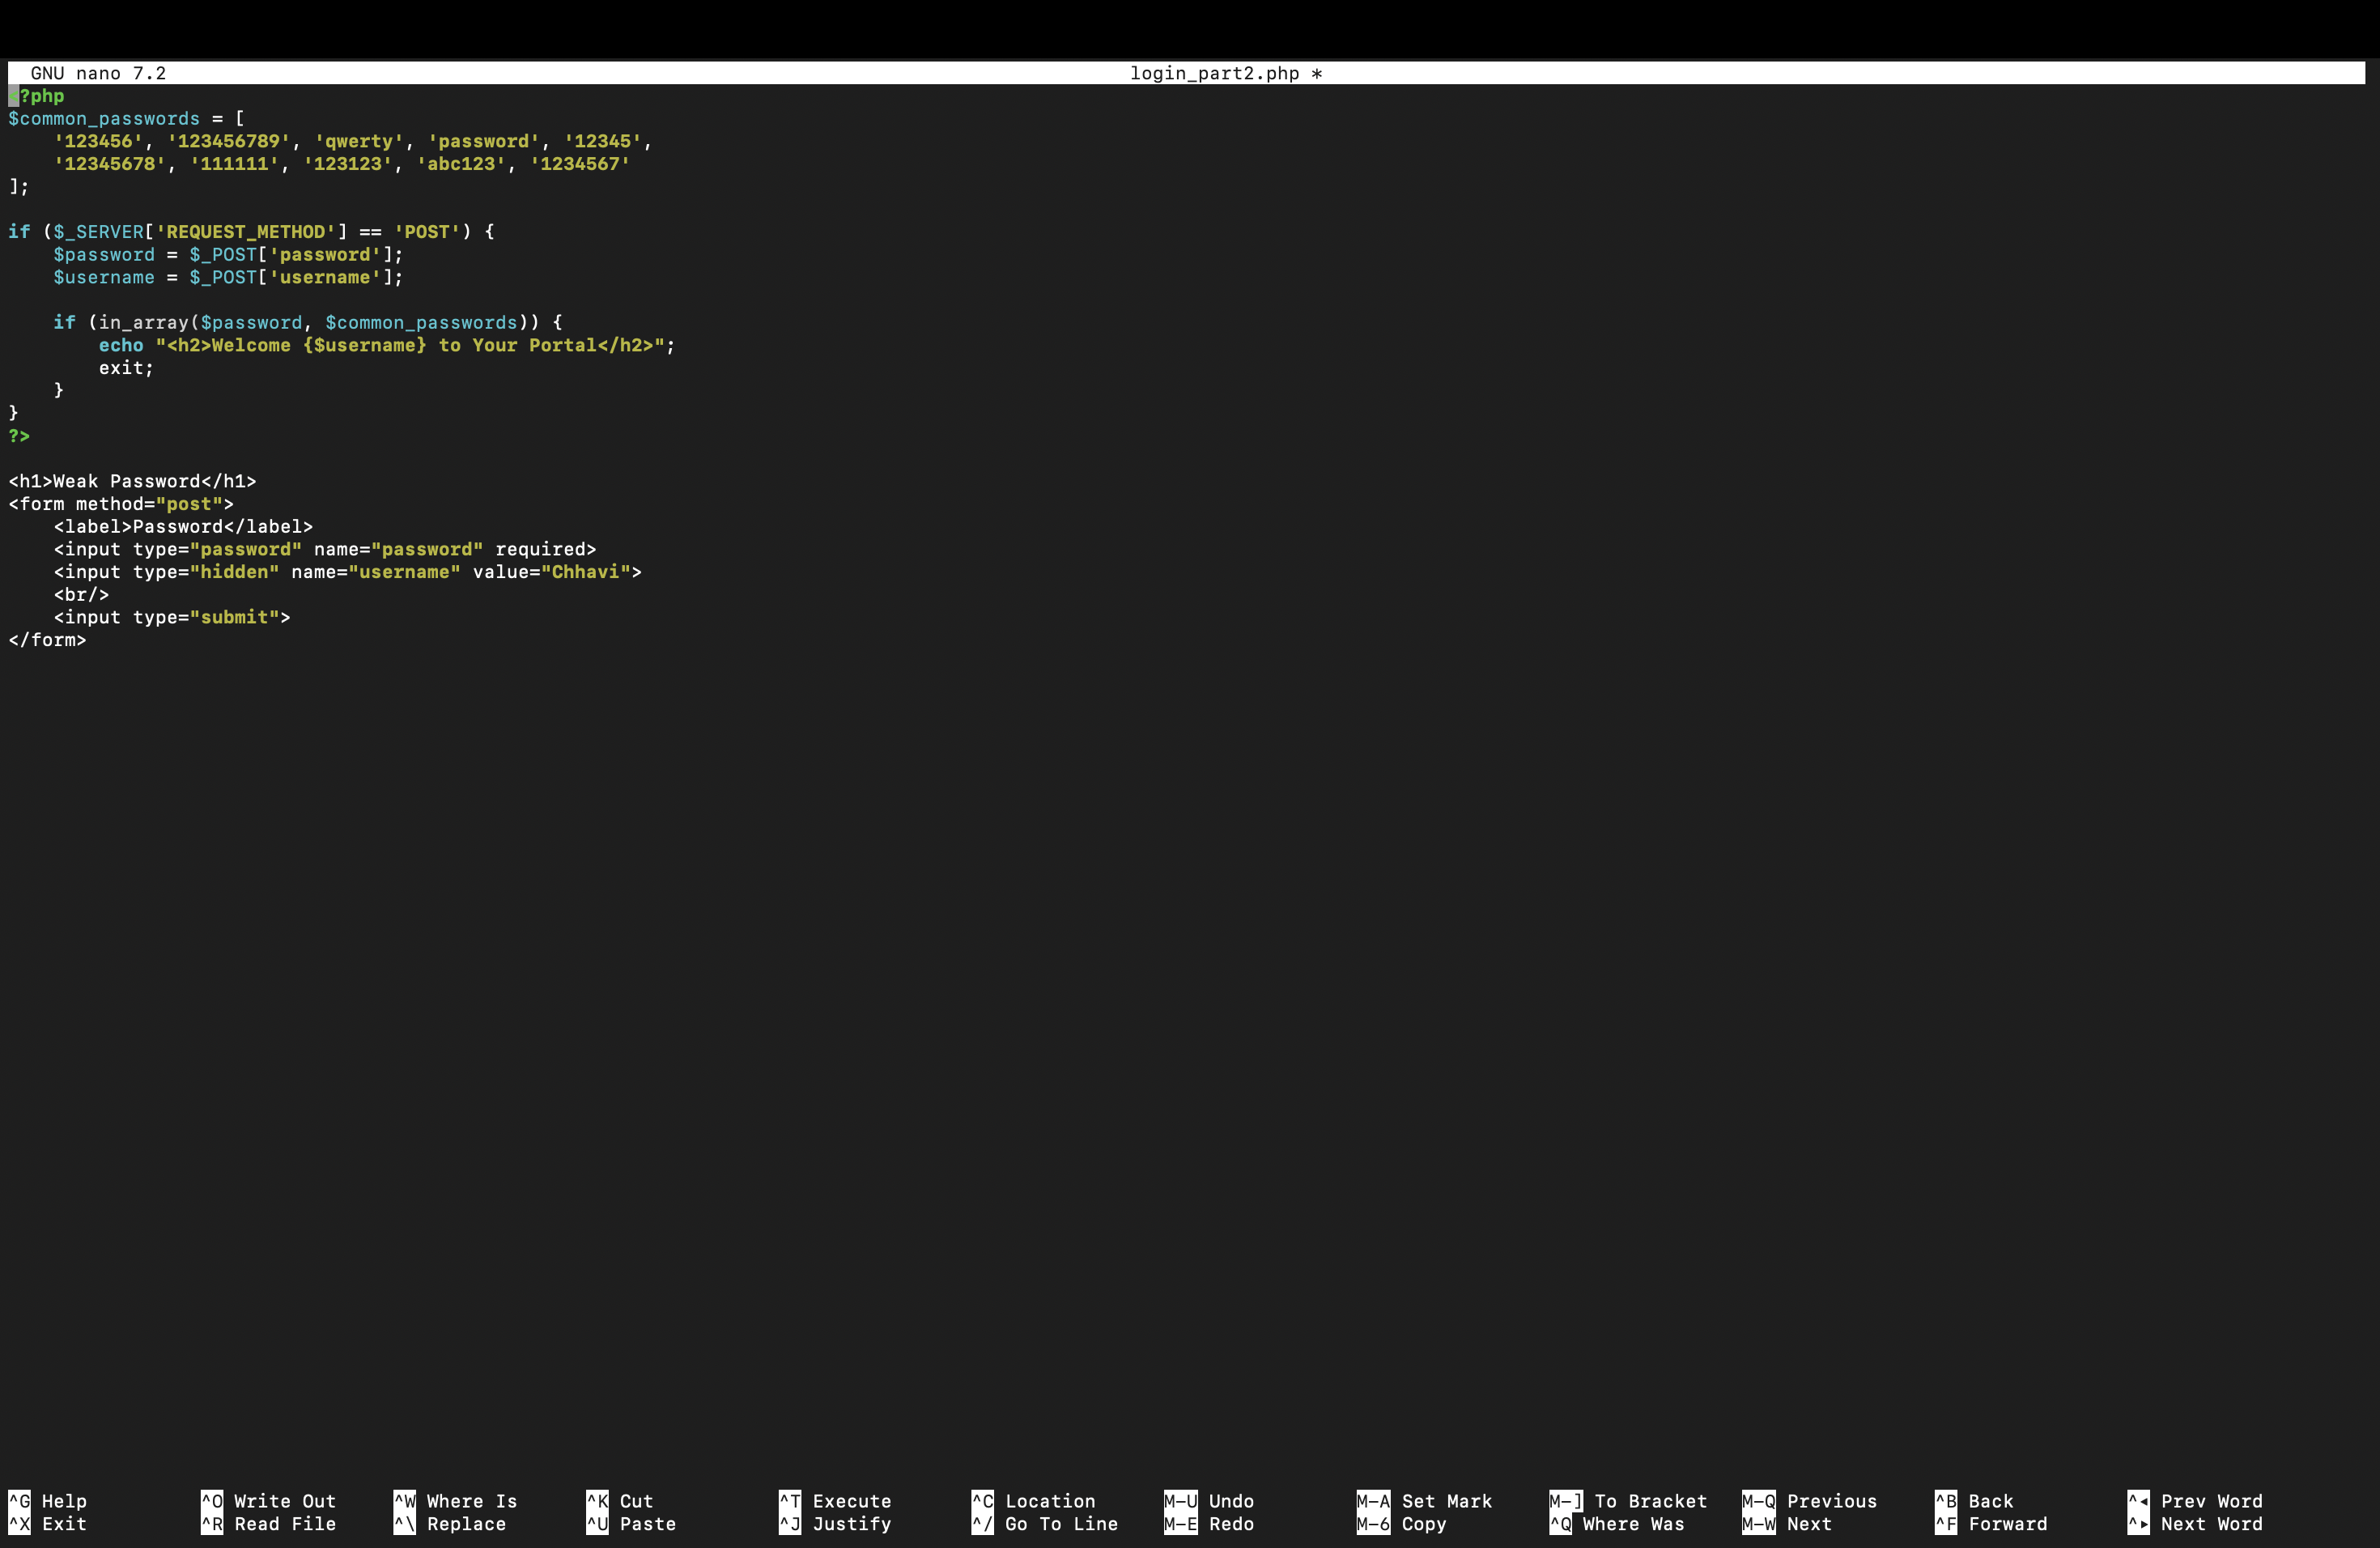 GNU nano 7.2 login_part2.php *
<?php
$common_passwords = [
    '123456', '123456789', 'qwerty', 'password', '12345',
    '12345678', '111111', '123123', 'abc123', '1234567'
];

if ($_SERVER['REQUEST_METHOD'] == 'POST') {
    $password = $_POST['password'];
    $username = $_POST['username'];

    if (in_array($password, $common_passwords)) {
        echo "<h2>Welcome {$username} to Your Portal</h2>";
        exit;
    }
}
?>

<h1>Weak Password</h1>
<form method="post">
    <label>Password</label>
    <input type="password" name="password" required>
    <input type="hidden" name="username" value="Chhavi">
    <br/>
    <input type="submit">
</form>
^G Help ^O Write Out ^W Where Is ^K Cut ^T Execute ^C Location M-U Undo M-A Set Mark M-] To Bracket M-Q Previous ^B Back ^◂ Prev Word
^X Exit ^R Read File ^\ Replace ^U Paste ^J Justify ^/ Go To Line M-E Redo M-6 Copy ^Q Where Was M-W Next ^F Forward ^▸ Next Word